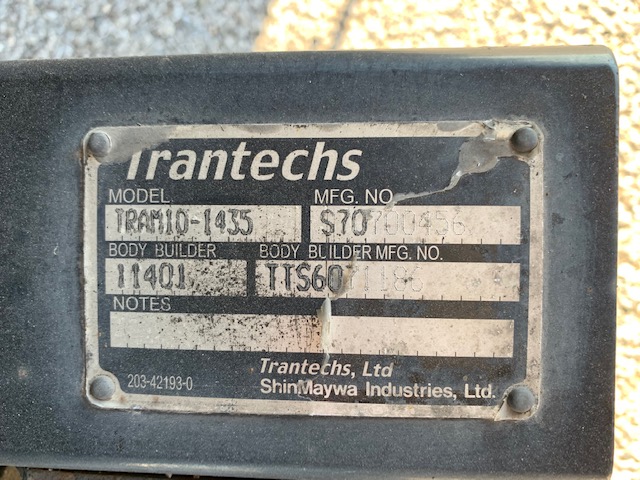 Trantechs
MODEL MFG. NO.
TRAM10-1435 S70700456
BODY BUILDER BODY BUILDER MFG. NO.
11401
NOTES
Trantechs, Ltd
203-42193-0 ShinMaywa Industries, Ltd.